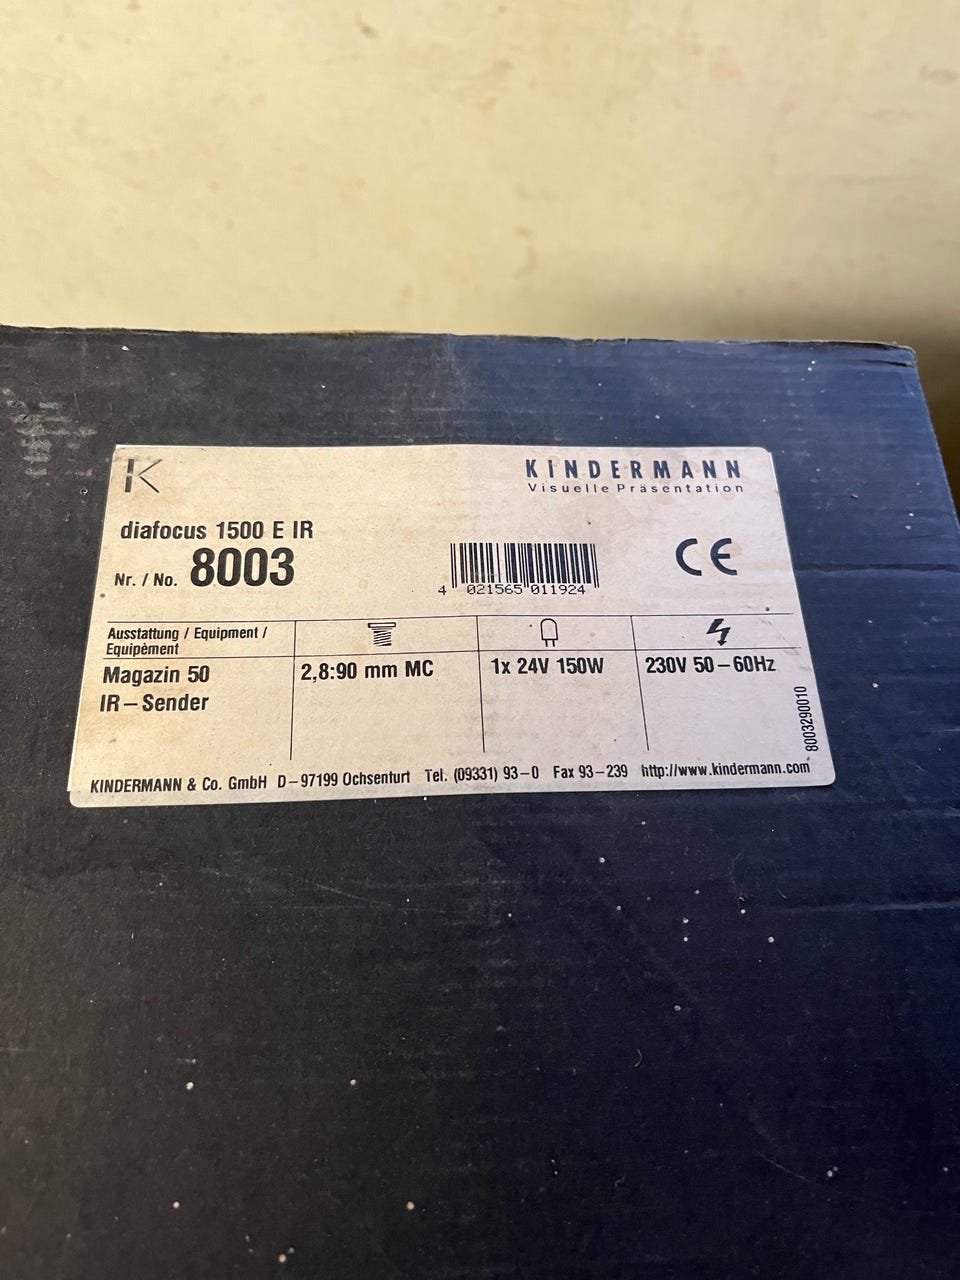 K
KINDERMANN
Visuelle Präsentation
diafocus 1500 E IR
Nr. / No. 8003
4 021565 011924
CE
Ausstattung / Equipment /
Equipèment
Magazin 50
IR – Sender
2,8:90 mm MC
1x 24V 150W
230V 50 – 60Hz
8003290010
KINDERMANN & Co. GmbH D – 97199 Ochsenfurt Tel. (09331) 93 – 0 Fax 93 – 239 http://www.kindermann.com